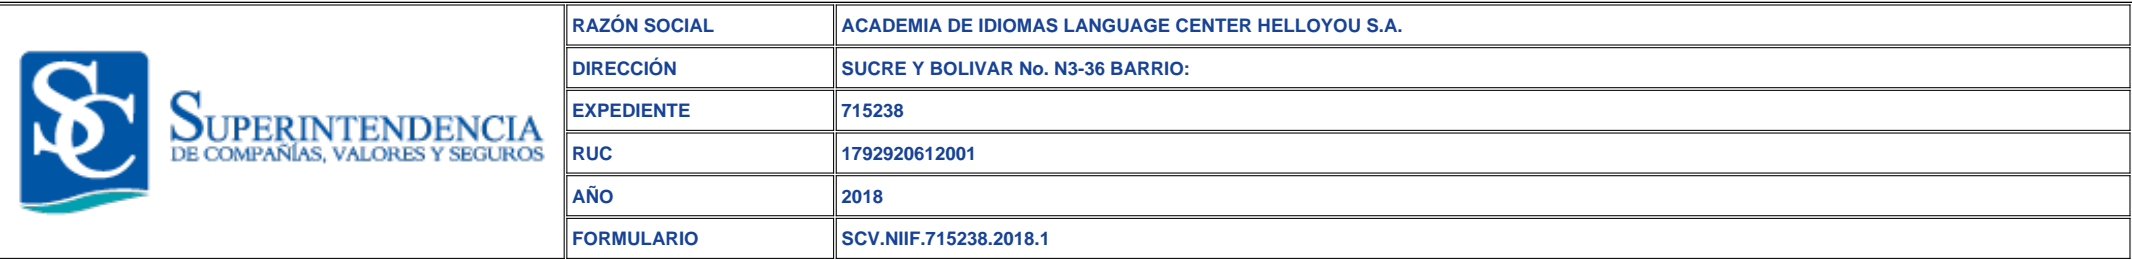 SC
SUPERINTENDENCIA
DE COMPAÑÍAS, VALORES Y SEGUROS
RAZÓN SOCIAL ACADEMIA DE IDIOMAS LANGUAGE CENTER HELLOYOU S.A.
DIRECCIÓN SUCRE Y BOLIVAR No. N3-36 BARRIO:
EXPEDIENTE 715238
RUC 1792920612001
AÑO 2018
FORMULARIO SCV.NIIF.715238.2018.1